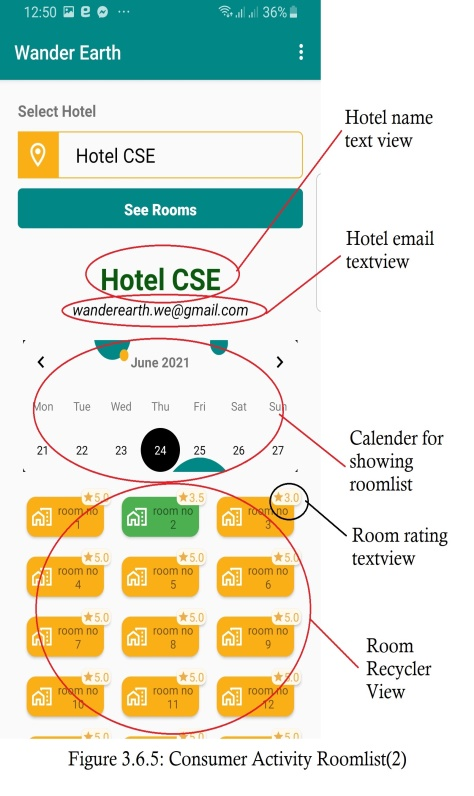 12:50 36%
Wander Earth
Select Hotel
Hotel CSE
See Rooms
Hotel CSE
wanderearth.we@gmail.com
June 2021
Mon Tue Wed Thu Fri Sat Sun
21 22 23 24 25 26 27
5.0 3.5 3.0
room no room no room no
1 2 3
5.0 5.0 5.0
room no room no room no
4 5 6
5.0 5.0 5.0
room no room no room no
7 8 9
5.0 5.0 5.0
room no room no room no
10 11 12
5.0 5.0 5.0
Hotel name
text view
Hotel email
textview
Calender for
showing
roomlist
Room rating
textview
Room
Recycler
View
Figure 3.6.5: Consumer Activity Roomlist(2)